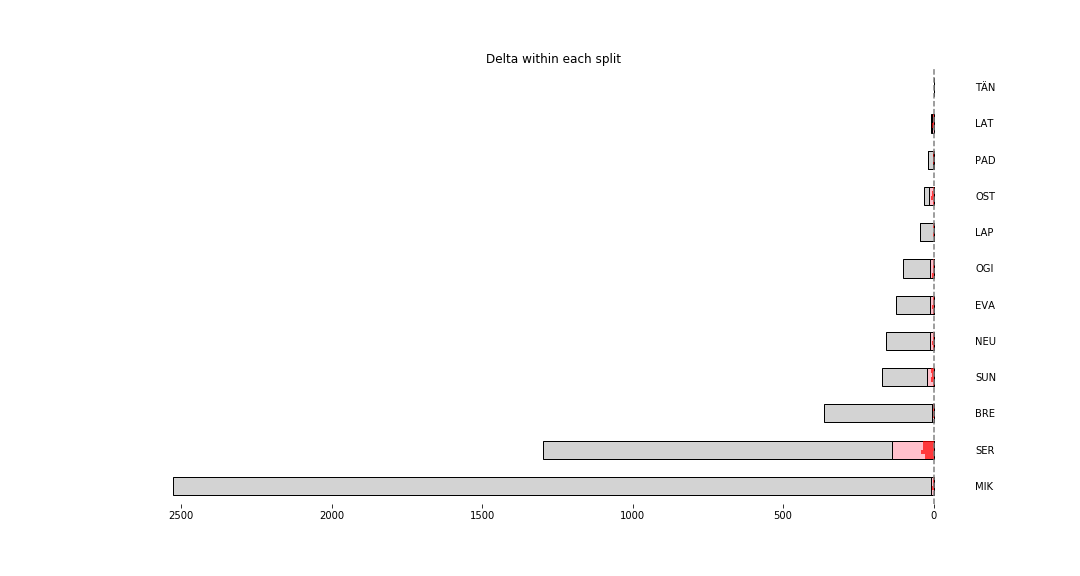 Delta within each split
TÄN
LAT
PAD
OST
LAP
OGI
EVA
NEU
SUN
BRE
SER
MIK
2500 2000 1500 1000 500 0